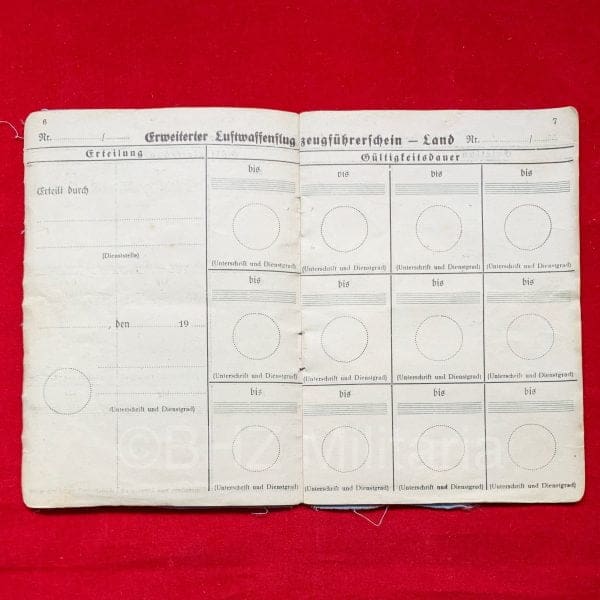 6
7
Nr. / Erweiterter Luftwaffenflugzeugführerschein — Land Nr. /
Erteilung
Gültigkeitsdauer
Erteilt durch
(Dienststelle)
, den 19
(Unterschrift und Dienstgrad)
bis bis bis bis
(Unterschrift und Dienstgrad) (Unterschrift und Dienstgrad) (Unterschrift und Dienstgrad) (Unterschrift und Dienstgrad)
bis bis bis bis
(Unterschrift und Dienstgrad) (Unterschrift und Dienstgrad) (Unterschrift und Dienstgrad) (Unterschrift und Dienstgrad)
bis bis bis bis
(Unterschrift und Dienstgrad) (Unterschrift und Dienstgrad) (Unterschrift und Dienstgrad) (Unterschrift und Dienstgrad)
©BHZ Militaria